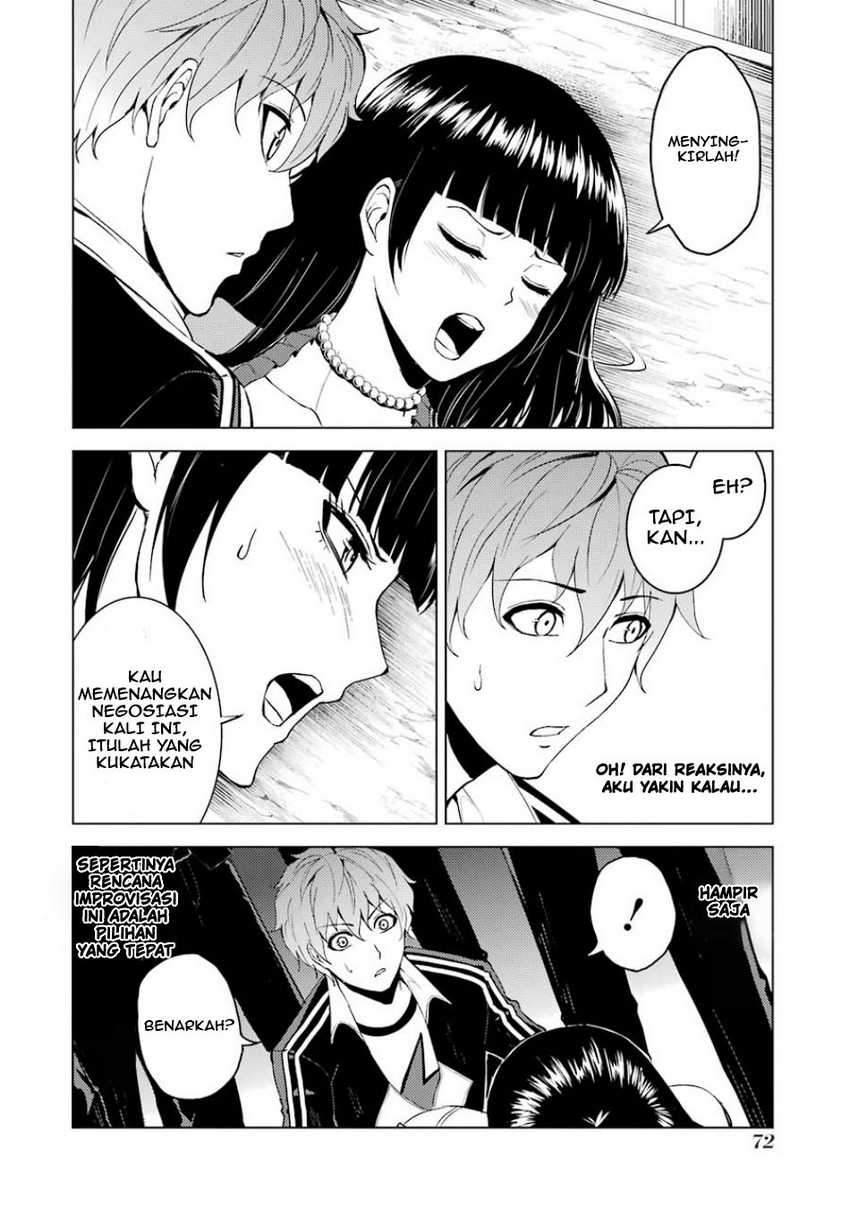 MENYING-
KIRLAH!
EH?
TAPI,
KAN...
OH! DARI REAKSINYA,
AKU YAKIN KALAU...
KAU
MEMENANGKAN
NEGOSIASI
KALI INI,
ITULAH YANG
KUKATAKAN
!
HAMPIR
SAJA
SEPERTINYA
RENCANA
IMPROVISASI
INI ADALAH
PILIHAN
YANG TEPAT
BENARKAH?
72